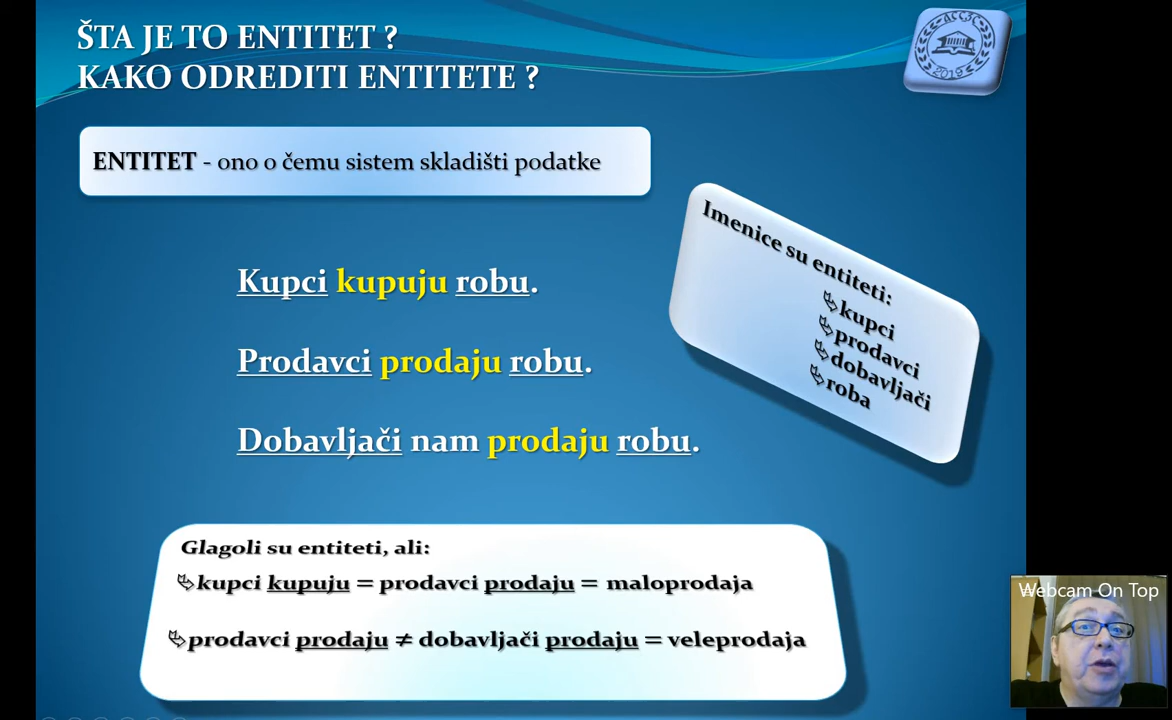 ŠTA JE TO ENTITET ?
KAKO ODREDITI ENTITETE ?
ACC3C
2019
ENTITET - ono o čemu sistem skladišti podatke
Imenice su entiteti:
kupci
prodavci
dobavljači
roba
Kupci kupuju robu.
Prodavci prodaju robu.
Dobavljači nam prodaju robu.
Glagoli su entiteti, ali:
kupci kupuju = prodavci prodaju = maloprodaja
prodavci prodaju ≠ dobavljači prodaju = veleprodaja
Webcam On Top